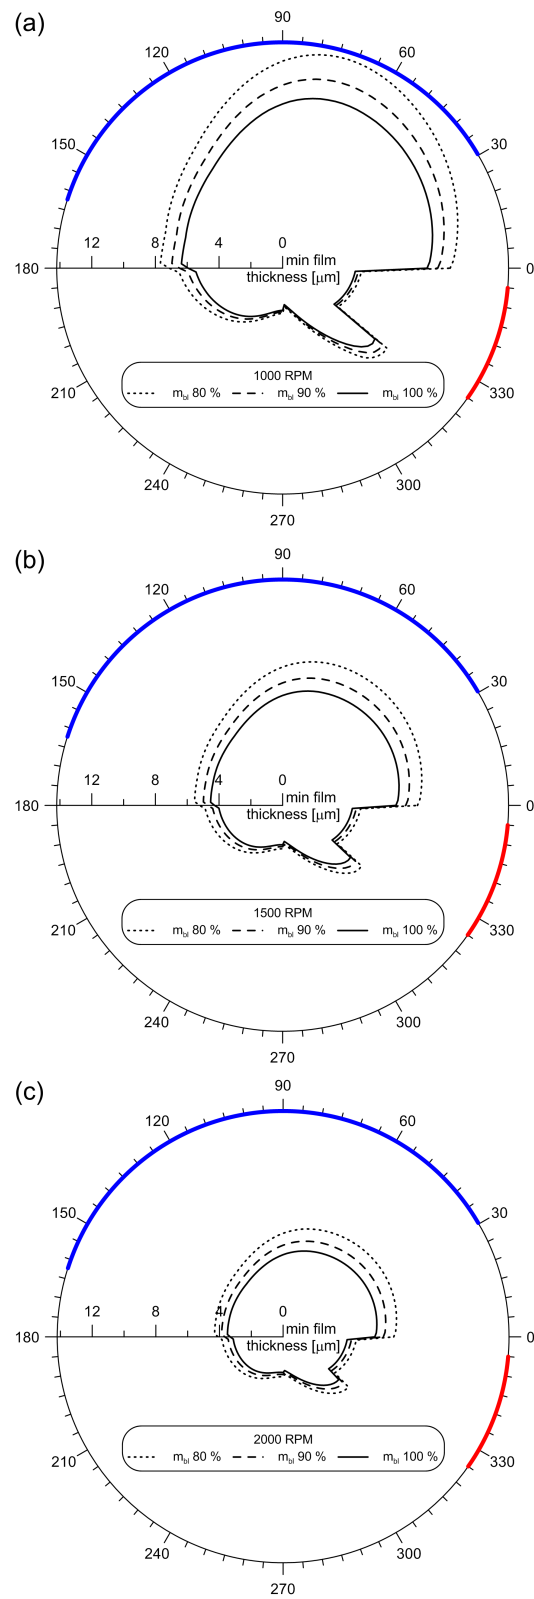 (a)
90
120
60
150
30
12
8
4
0
min film
180
thickness [μm]
0
1000 RPM
m_bl 80 %
m_bl 90 %
m_bl 100 %
210
330
240
300
270
(b)
90
120
60
150
30
12
8
4
0
min film
180
thickness [μm]
0
1500 RPM
m_bl 80 %
m_bl 90 %
m_bl 100 %
210
330
240
300
270
(c)
90
120
60
150
30
12
8
4
0
min film
180
thickness [μm]
0
2000 RPM
m_bl 80 %
m_bl 90 %
m_bl 100 %
210
330
240
300
270